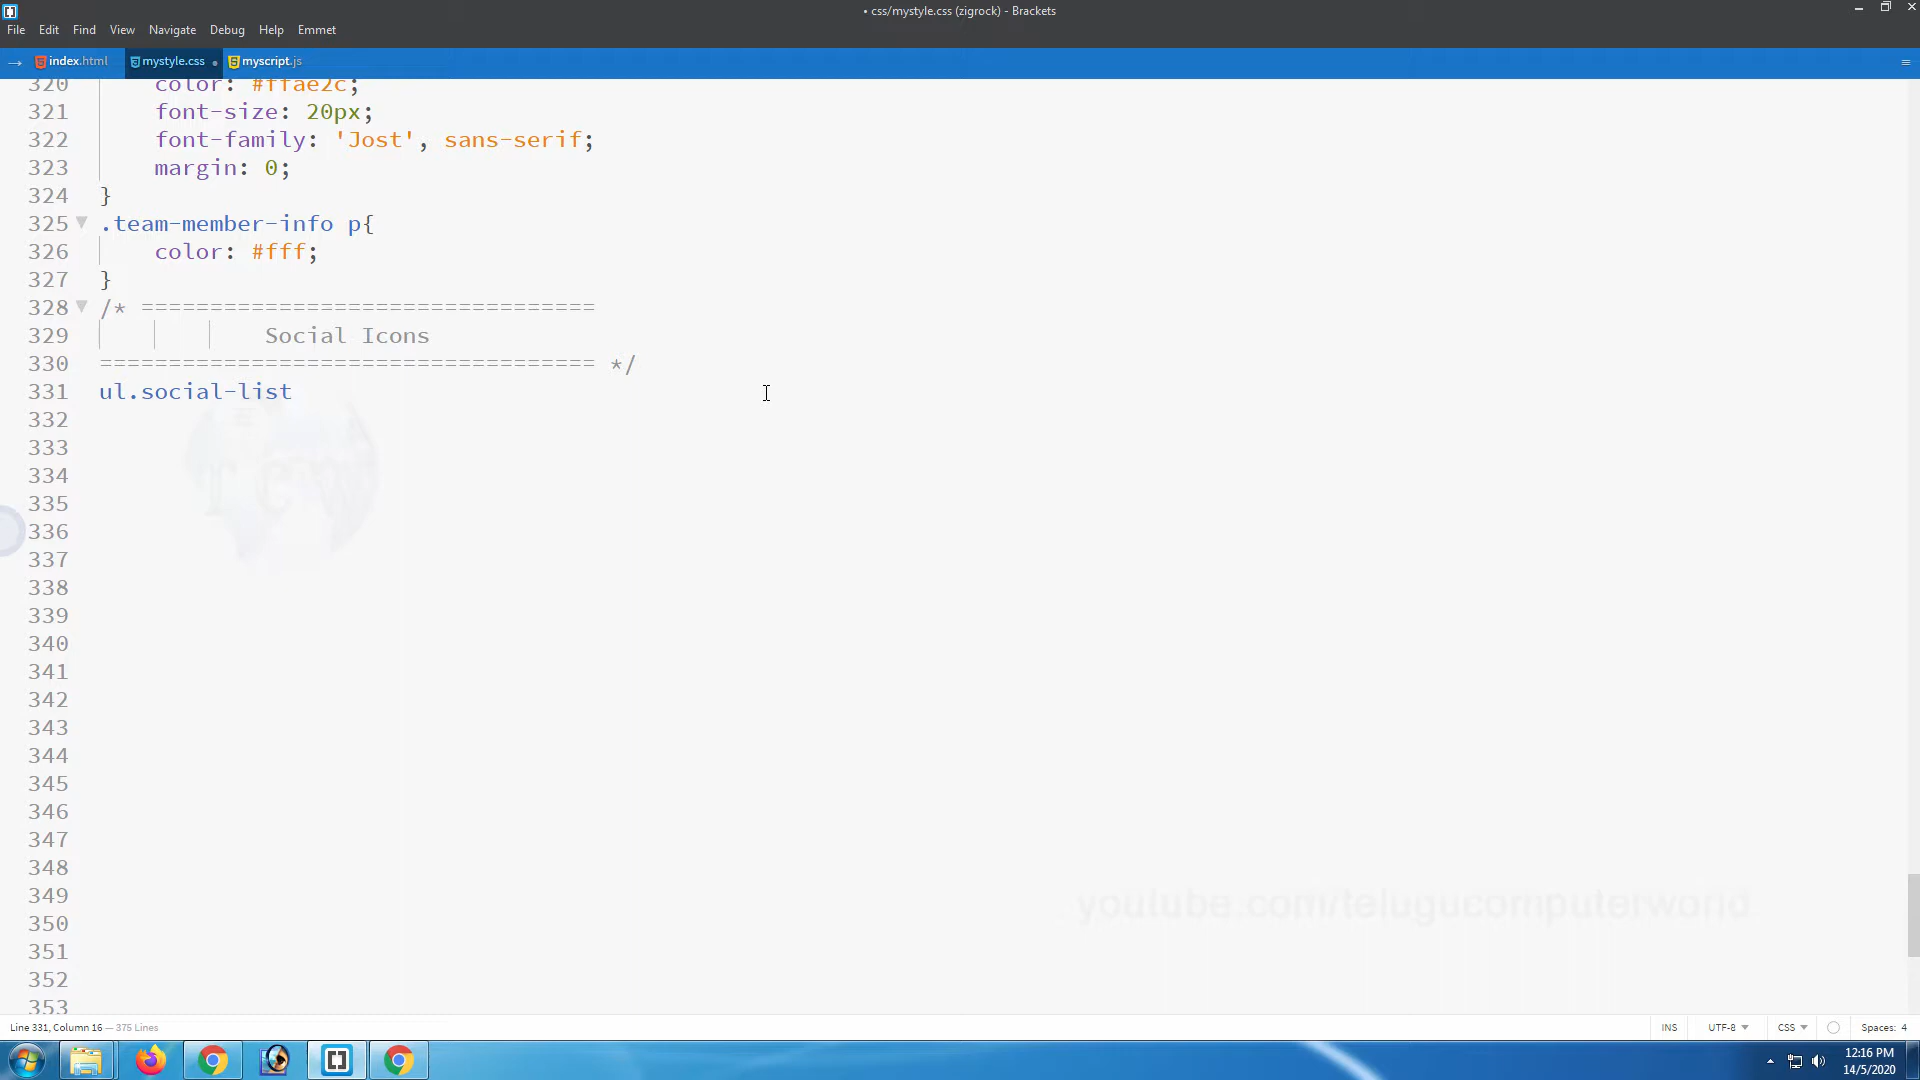 css/mystyle.css (zigrock) - Brackets
File Edit Find View Navigate Debug Help Emmet
index.html mystyle.css myscript.js
320 color: #ffae2c;
321 font-size: 20px;
322 font-family: 'Jost', sans-serif;
323 margin: 0;
324 }
325 .team-member-info p{
326 color: #fff;
327 }
328 /* =================================
329 Social Icons
330 ==================================== */
331 ul.social-list
332
333
334
335
336
337
338
339
340
341
342
343
344
345
346
347
348
349
350
351
352
353
youtube.com/telugucomputerworld
Line 331, Column 16 — 375 Lines
INS UTF-8 CSS Spaces: 4
12:16 PM
14/5/2020